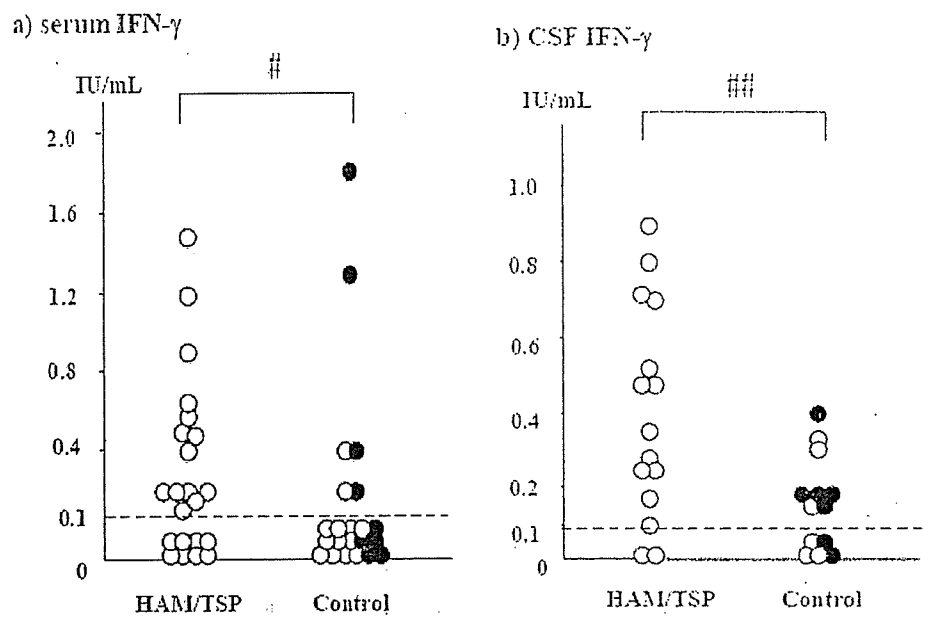 a) serum IFN-γ
#
IU/mL
2.0
1.6
1.2
0.8
0.4
0.1
0
HAM/TSP Control
b) CSF IFN-γ
##
IU/mL
1.0
0.8
0.6
0.4
0.2
0.1
0
HAM/TSP Control